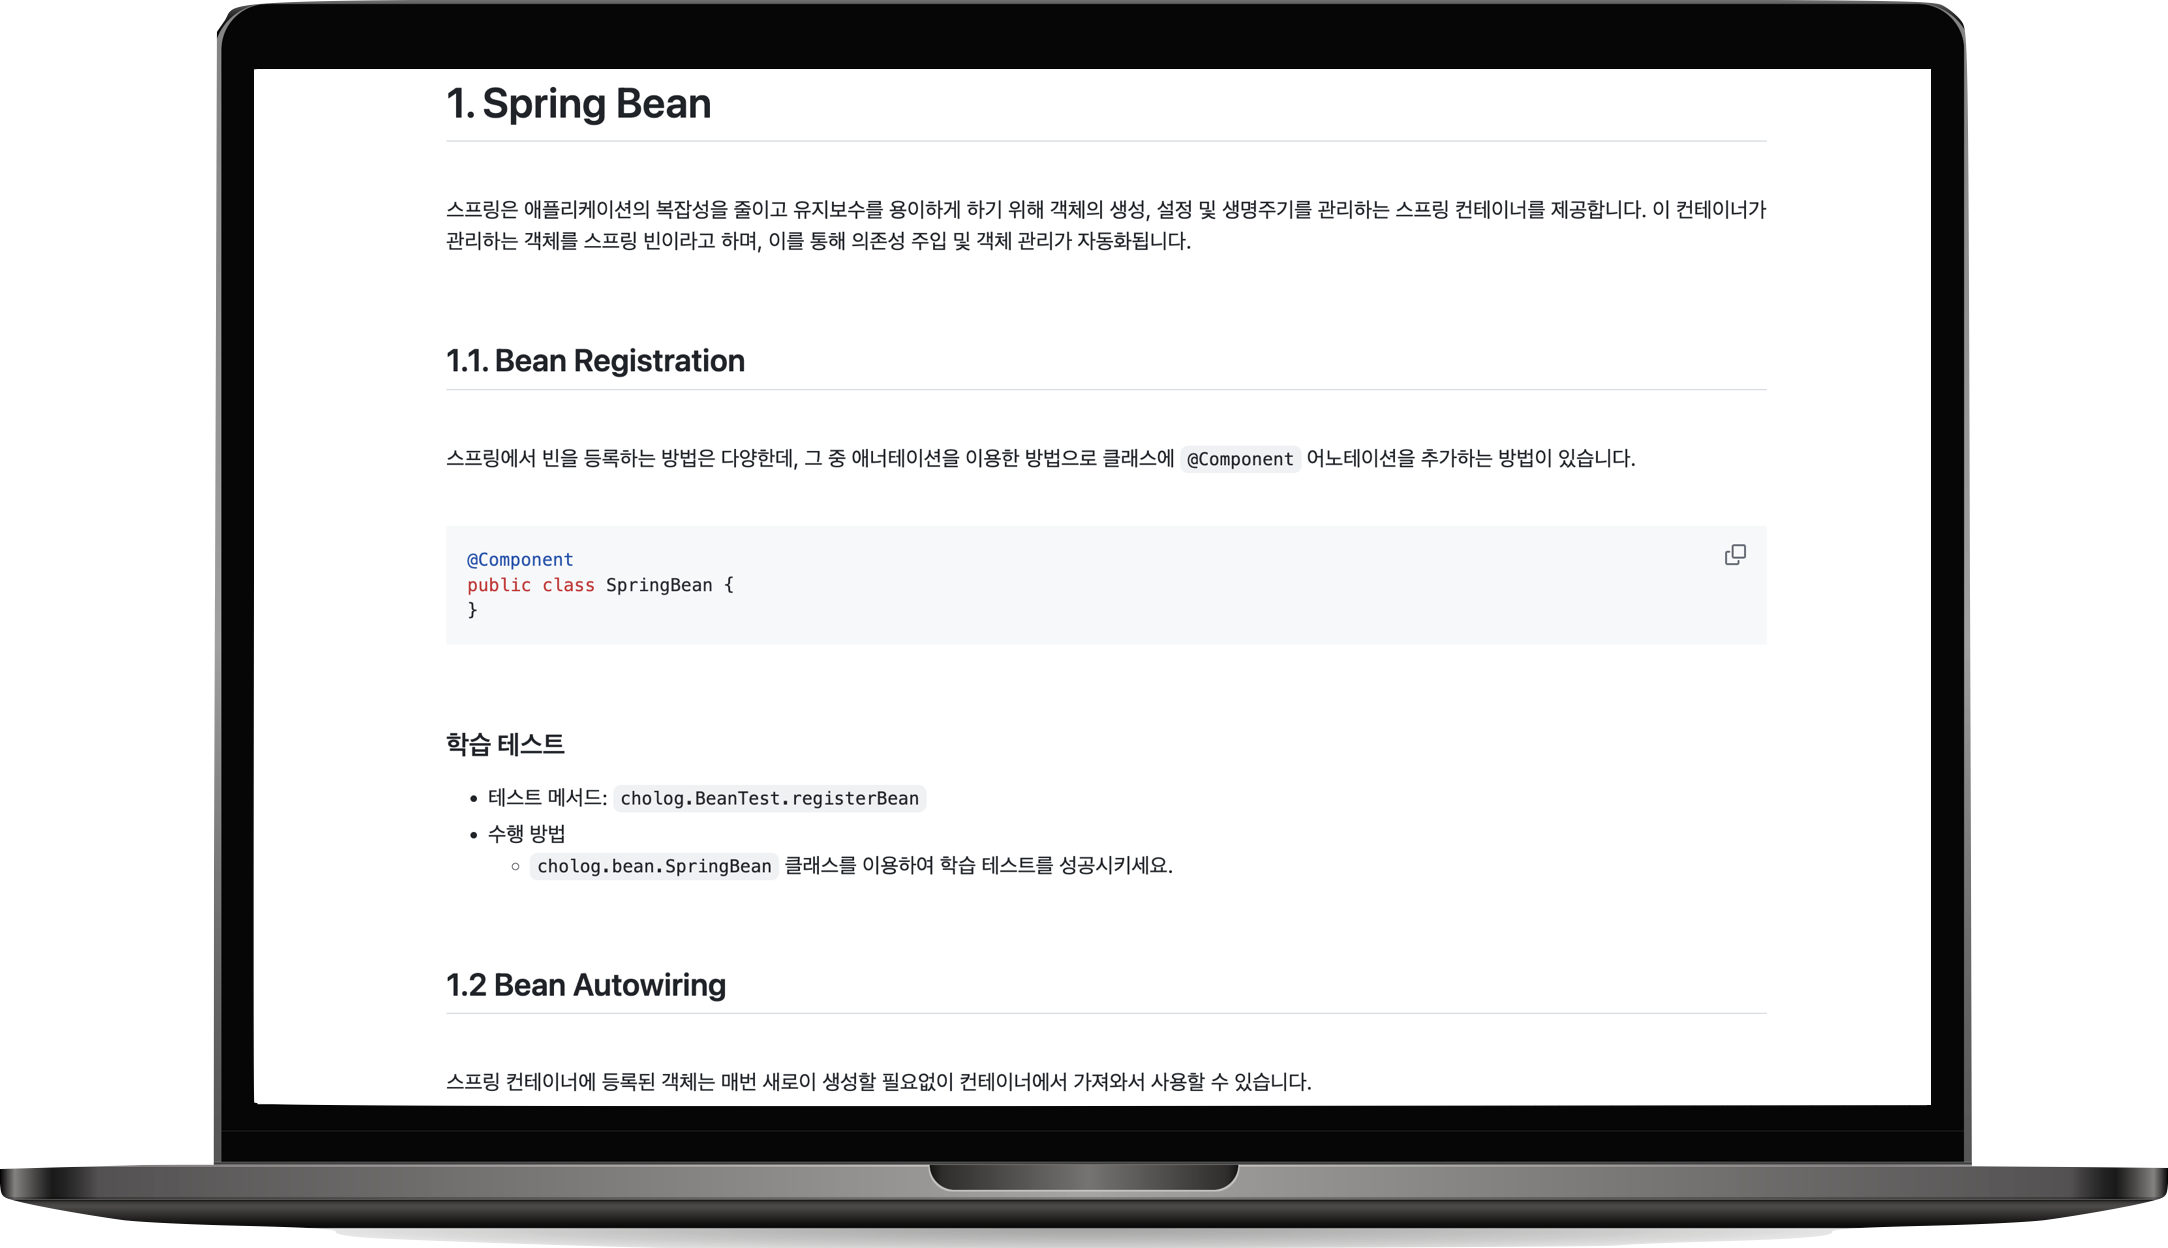 1. Spring Bean
스프링은 애플리케이션의 복잡성을 줄이고 유지보수를 용이하게 하기 위해 객체의 생성, 설정 및 생명주기를 관리하는 스프링 컨테이너를 제공합니다. 이 컨테이너가
관리하는 객체를 스프링 빈이라고 하며, 이를 통해 의존성 주입 및 객체 관리가 자동화됩니다.
1.1. Bean Registration
스프링에서 빈을 등록하는 방법은 다양한데, 그 중 애너테이션을 이용한 방법으로 클래스에 @Component 어노테이션을 추가하는 방법이 있습니다.
@Component
public class SpringBean {
}
학습 테스트
• 테스트 메서드: cholog.BeanTest.registerBean
• 수행 방법
◦ cholog.bean.SpringBean 클래스를 이용하여 학습 테스트를 성공시키세요.
1.2 Bean Autowiring
스프링 컨테이너에 등록된 객체는 매번 새로이 생성할 필요없이 컨테이너에서 가져와서 사용할 수 있습니다.